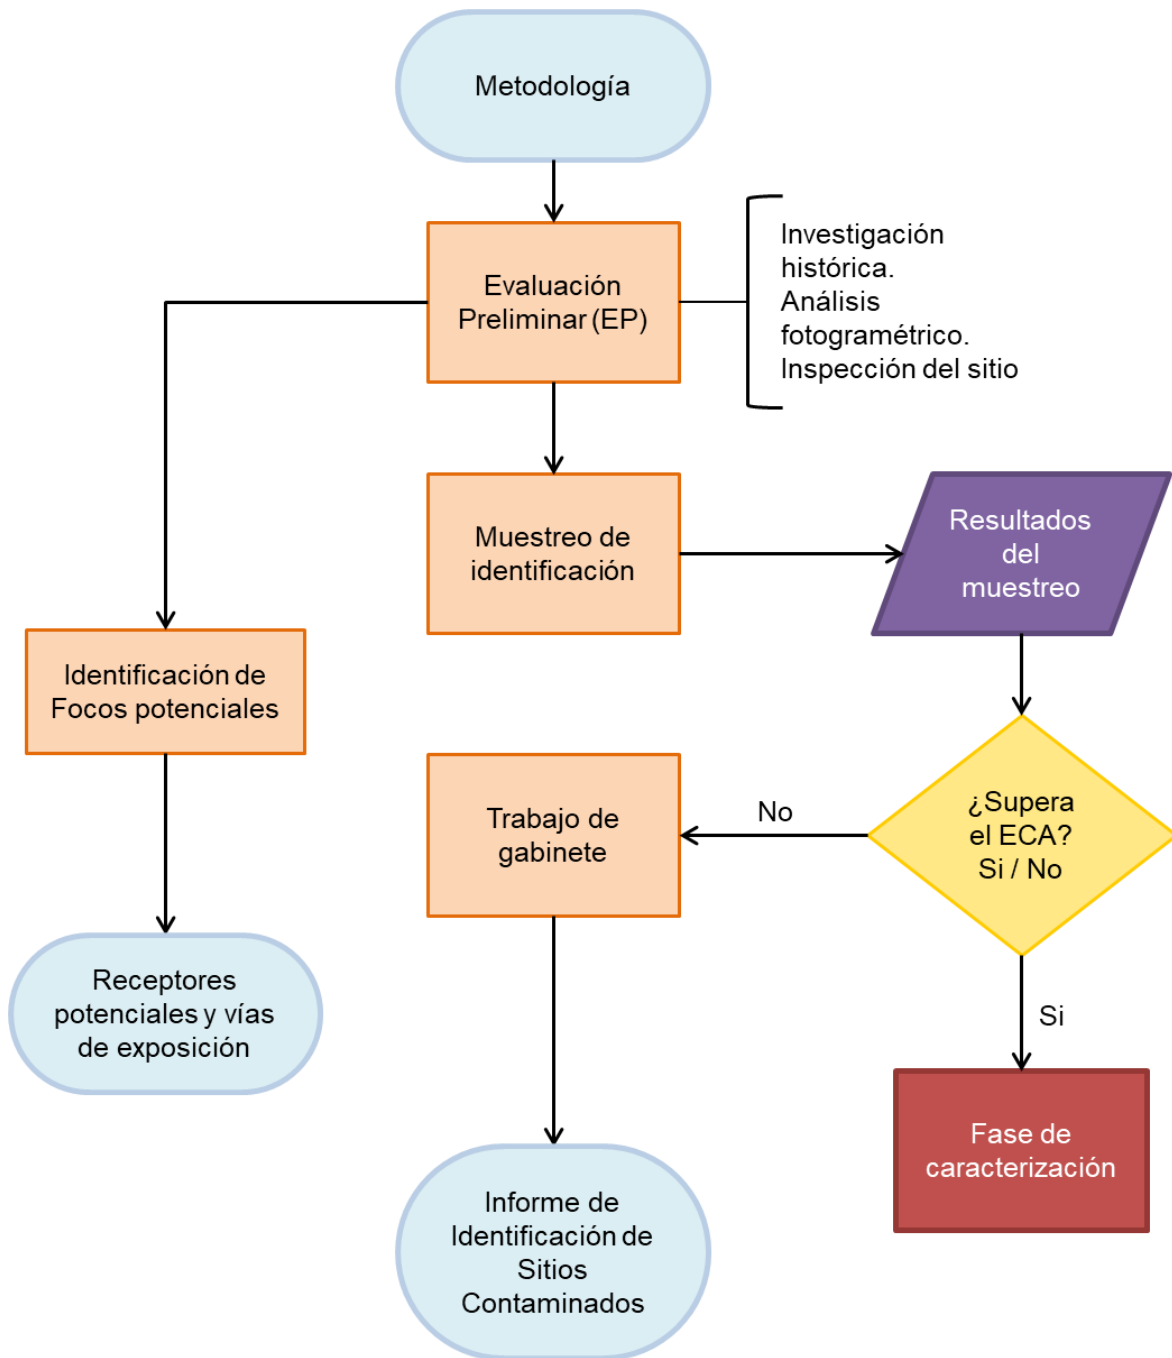 Metodología
Evaluación
Preliminar (EP)
Investigación
histórica.
Análisis
fotogramétrico.
Inspección del sitio
Muestreo de
identificación
Resultados
del
muestreo
Identificación de
Focos potenciales
Trabajo de
gabinete
No
¿Supera
el ECA?
Si / No
Receptores
potenciales y vías
de exposición
Si
Fase de
caracterización
Informe de
Identificación de
Sitios
Contaminados